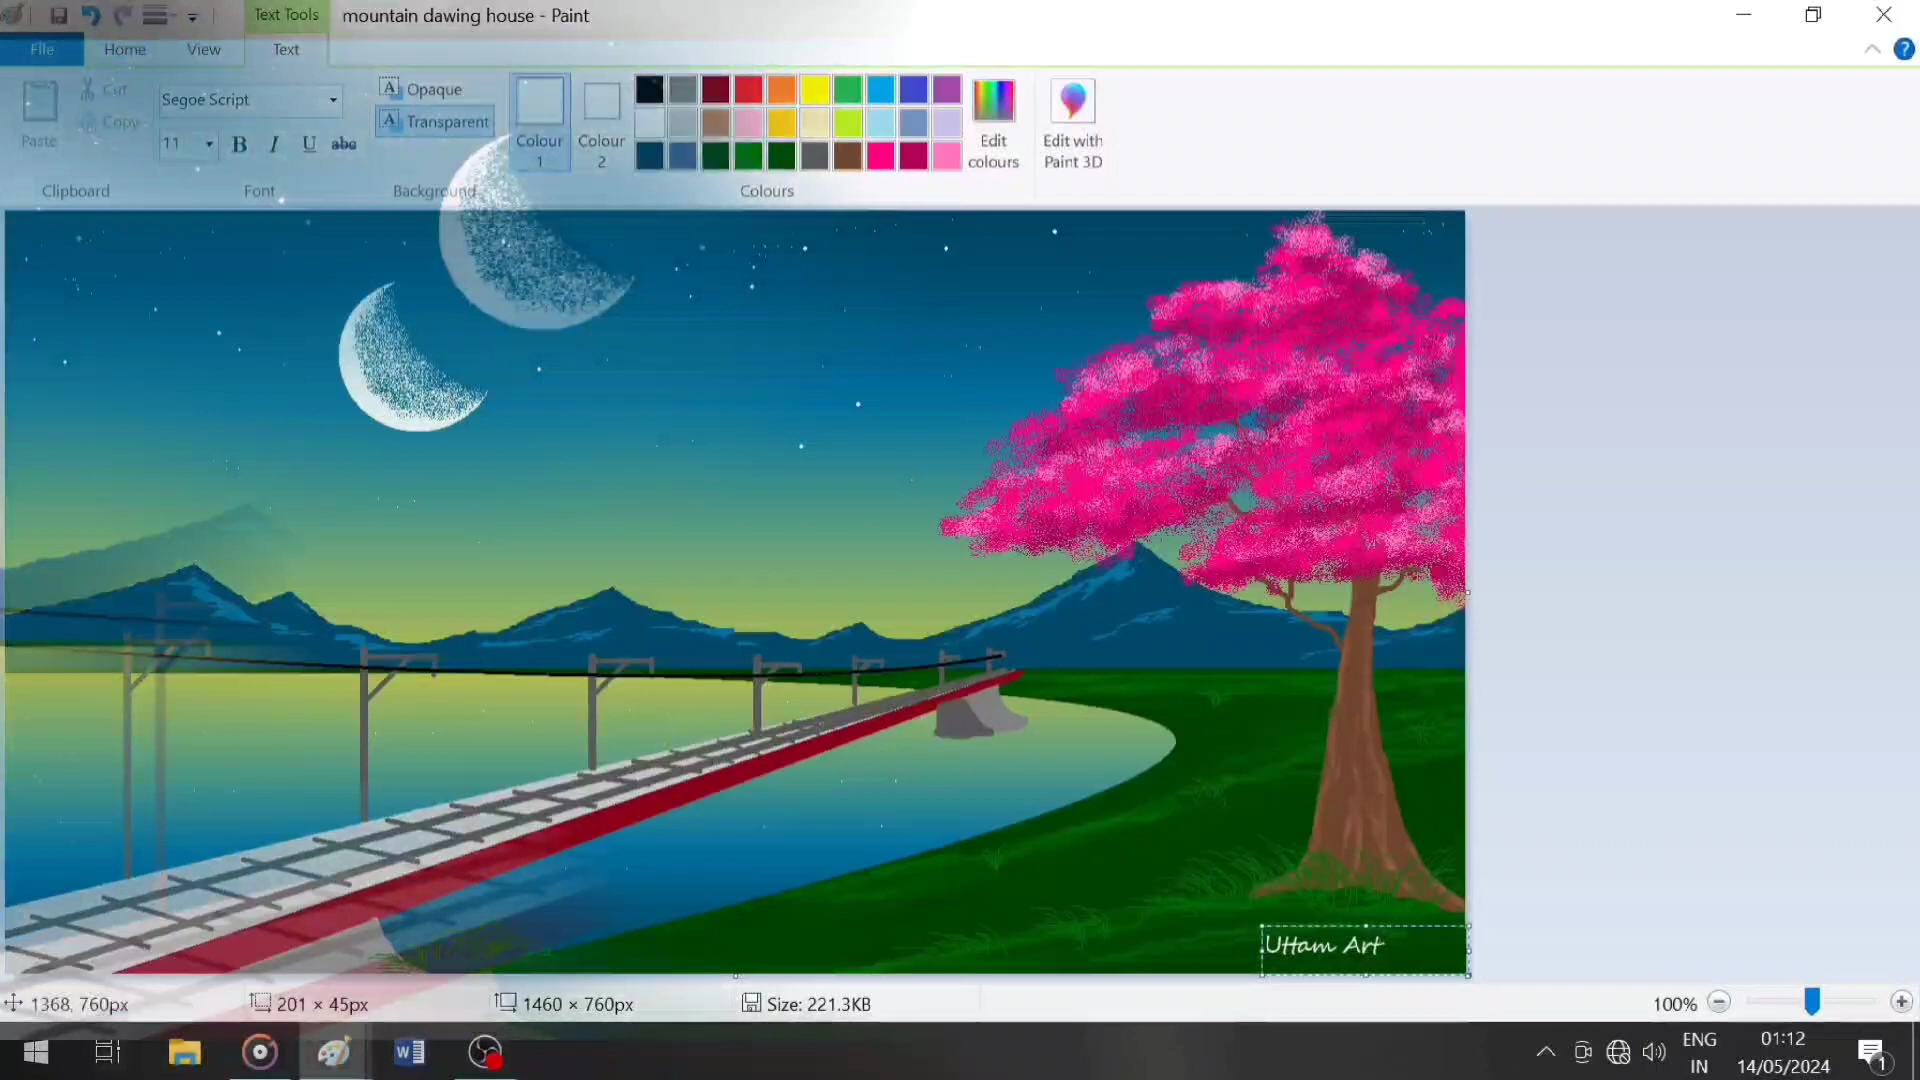 Text Tools
mountain dawing house - Paint
File
Home
View
Text
Paste
Cut
Copy
Segoe Script
11
B
I
U
abc
Opaque
Transparent
Colour
1
Colour
2
Edit
colours
Edit with
Paint 3D
Clipboard
Font
Background
Colours
Uttam Art
1368, 760px
201 × 45px
1460 × 760px
Size: 221.3KB
100%
ENG
IN
01:12
14/05/2024
1